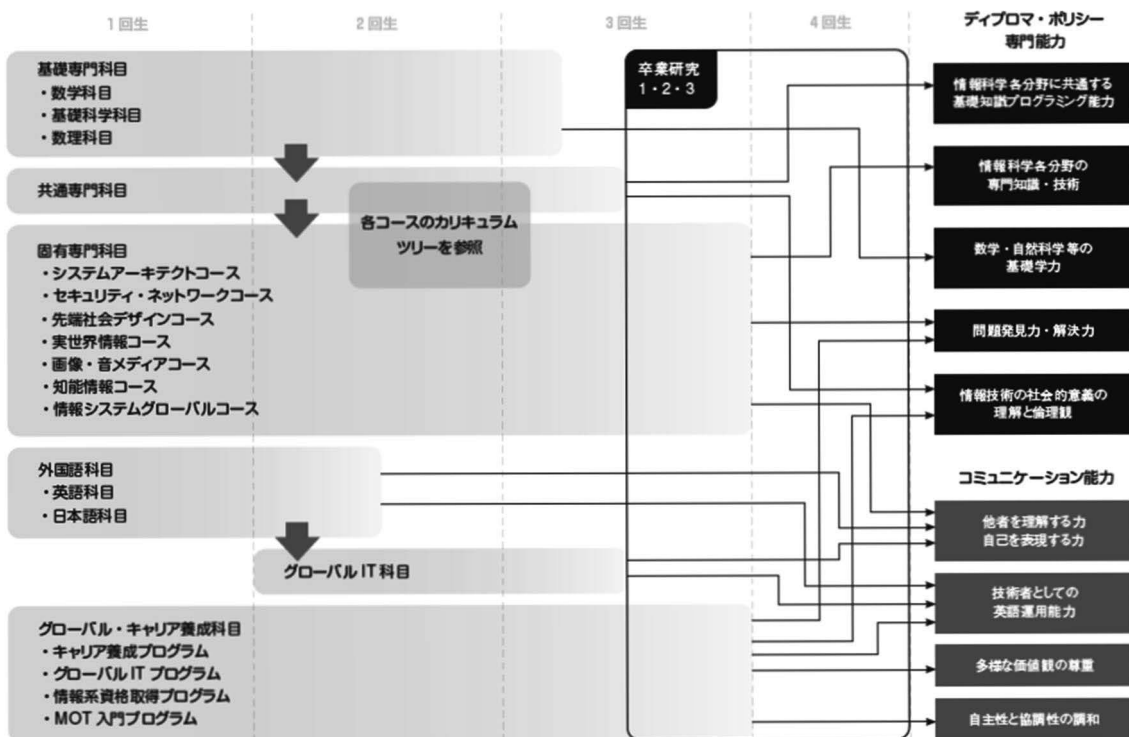 1回生
2回生
3回生
4回生
ディプロマ・ポリシー
専門能力
基礎専門科目
・数学科目
・基礎科学科目
・数理科目
卒業研究
1・2・3
情報科学各分野に共通する
基礎知識プログラミング能力
共通専門科目
各コースのカリキュラム
ツリーを参照
情報科学各分野の
専門知識・技術
固有専門科目
・システムアーキテクトコース
・セキュリティ・ネットワークコース
・先端社会デザインコース
・実世界情報コース
・画像・音メディアコース
・知能情報コース
・情報システムグローバルコース
数学・自然科学等の
基礎学力
問題発見力・解決力
情報技術の社会的意義の
理解と倫理観
外国語科目
・英語科目
・日本語科目
コミュニケーション能力
他者を理解する力
自己を表現する力
グローバル IT 科目
技術者としての
英語運用能力
グローバル・キャリア養成科目
・キャリア養成プログラム
・グローバル IT プログラム
・情報系資格取得プログラム
・MOT 入門プログラム
多様な価値観の尊重
自主性と協調性の調和